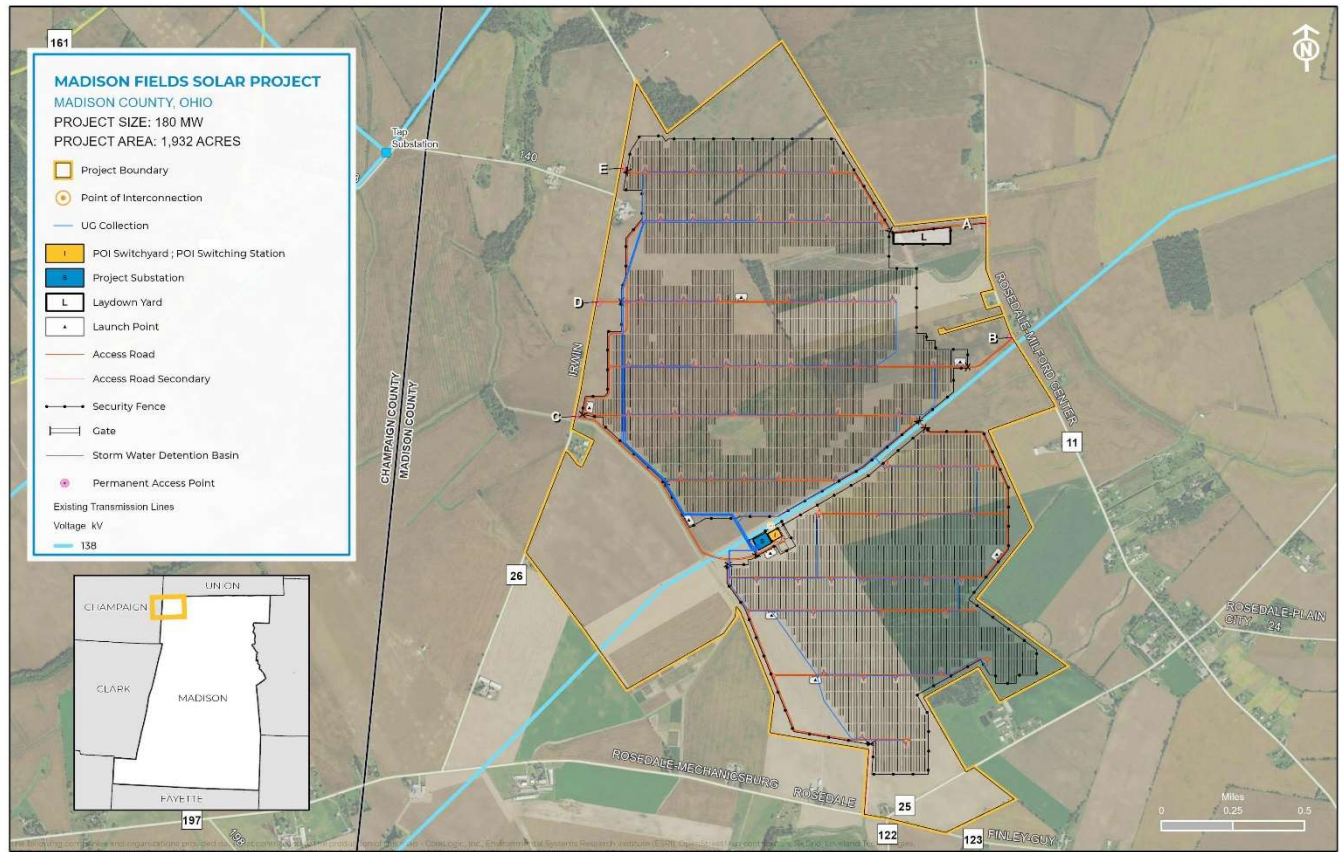 161
MADISON FIELDS SOLAR PROJECT
MADISON COUNTY, OHIO
PROJECT SIZE: 180 MW
PROJECT AREA: 1,932 ACRES
Project Boundary
Point of Interconnection
UG Collection
POI Switchyard ; POI Switching Station
Project Substation
L Laydown Yard
Launch Point
Access Road
Access Road Secondary
Security Fence
Gate
Storm Water Detention Basin
Permanent Access Point
Existing Transmission Lines
Voltage kV
138
Tap
Substation
140
N
E
A
L
D
B
C
IRWIN
ROSEDALE-MILFORD CENTER
CHAMPAIGN COUNTY
MADISON COUNTY
11
26
ROSEDALE-PLAIN
CITY 24
UNION
CHAMPAIGN
CLARK
MADISON
FAYETTE
197
198
ROSEDALE-MECHANICSBURG
ROSEDALE
25
122
123
FINLEY-GUY
Miles
0 0.25 0.5